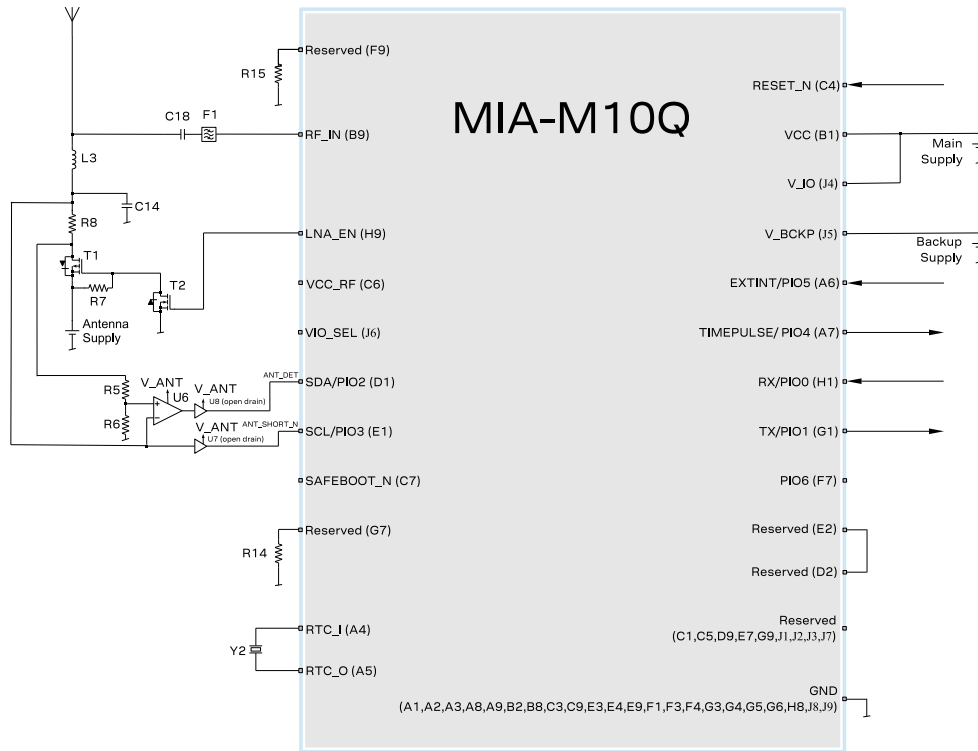 Reserved (F9)
R15
RESET_N (C4)
MIA-M10Q
C18
F1
RF_IN (B9)
VCC (B1)
Main
Supply
L3
V_IO (J4)
C14
R8
LNA_EN (H9)
V_BCKP (J5)
Backup
Supply
T1
T2
VCC_RF (C6)
EXTINT/PIO5 (A6)
R7
Antenna
Supply
VIO_SEL (J6)
TIMEPULSE/ PIO4 (A7)
ANT_DET
R5
V_ANT
U6
V_ANT
U8 (open drain)
SDA/PIO2 (D1)
RX/PIO0 (H1)
R6
V_ANT
U7 (open drain)
ANT_SHORT_N
SCL/PIO3 (E1)
TX/PIO1 (G1)
SAFEBOOT_N (C7)
PIO6 (F7)
Reserved (G7)
Reserved (E2)
R14
Reserved (D2)
RTC_I (A4)
Reserved
(C1,C5,D9,E7,G9,J1,J2,J3,J7)
Y2
RTC_O (A5)
GND
(A1,A2,A3,A8,A9,B2,B8,C3,C9,E3,E4,E9,F1,F3,F4,G3,G4,G5,G6,H8,J8,J9)